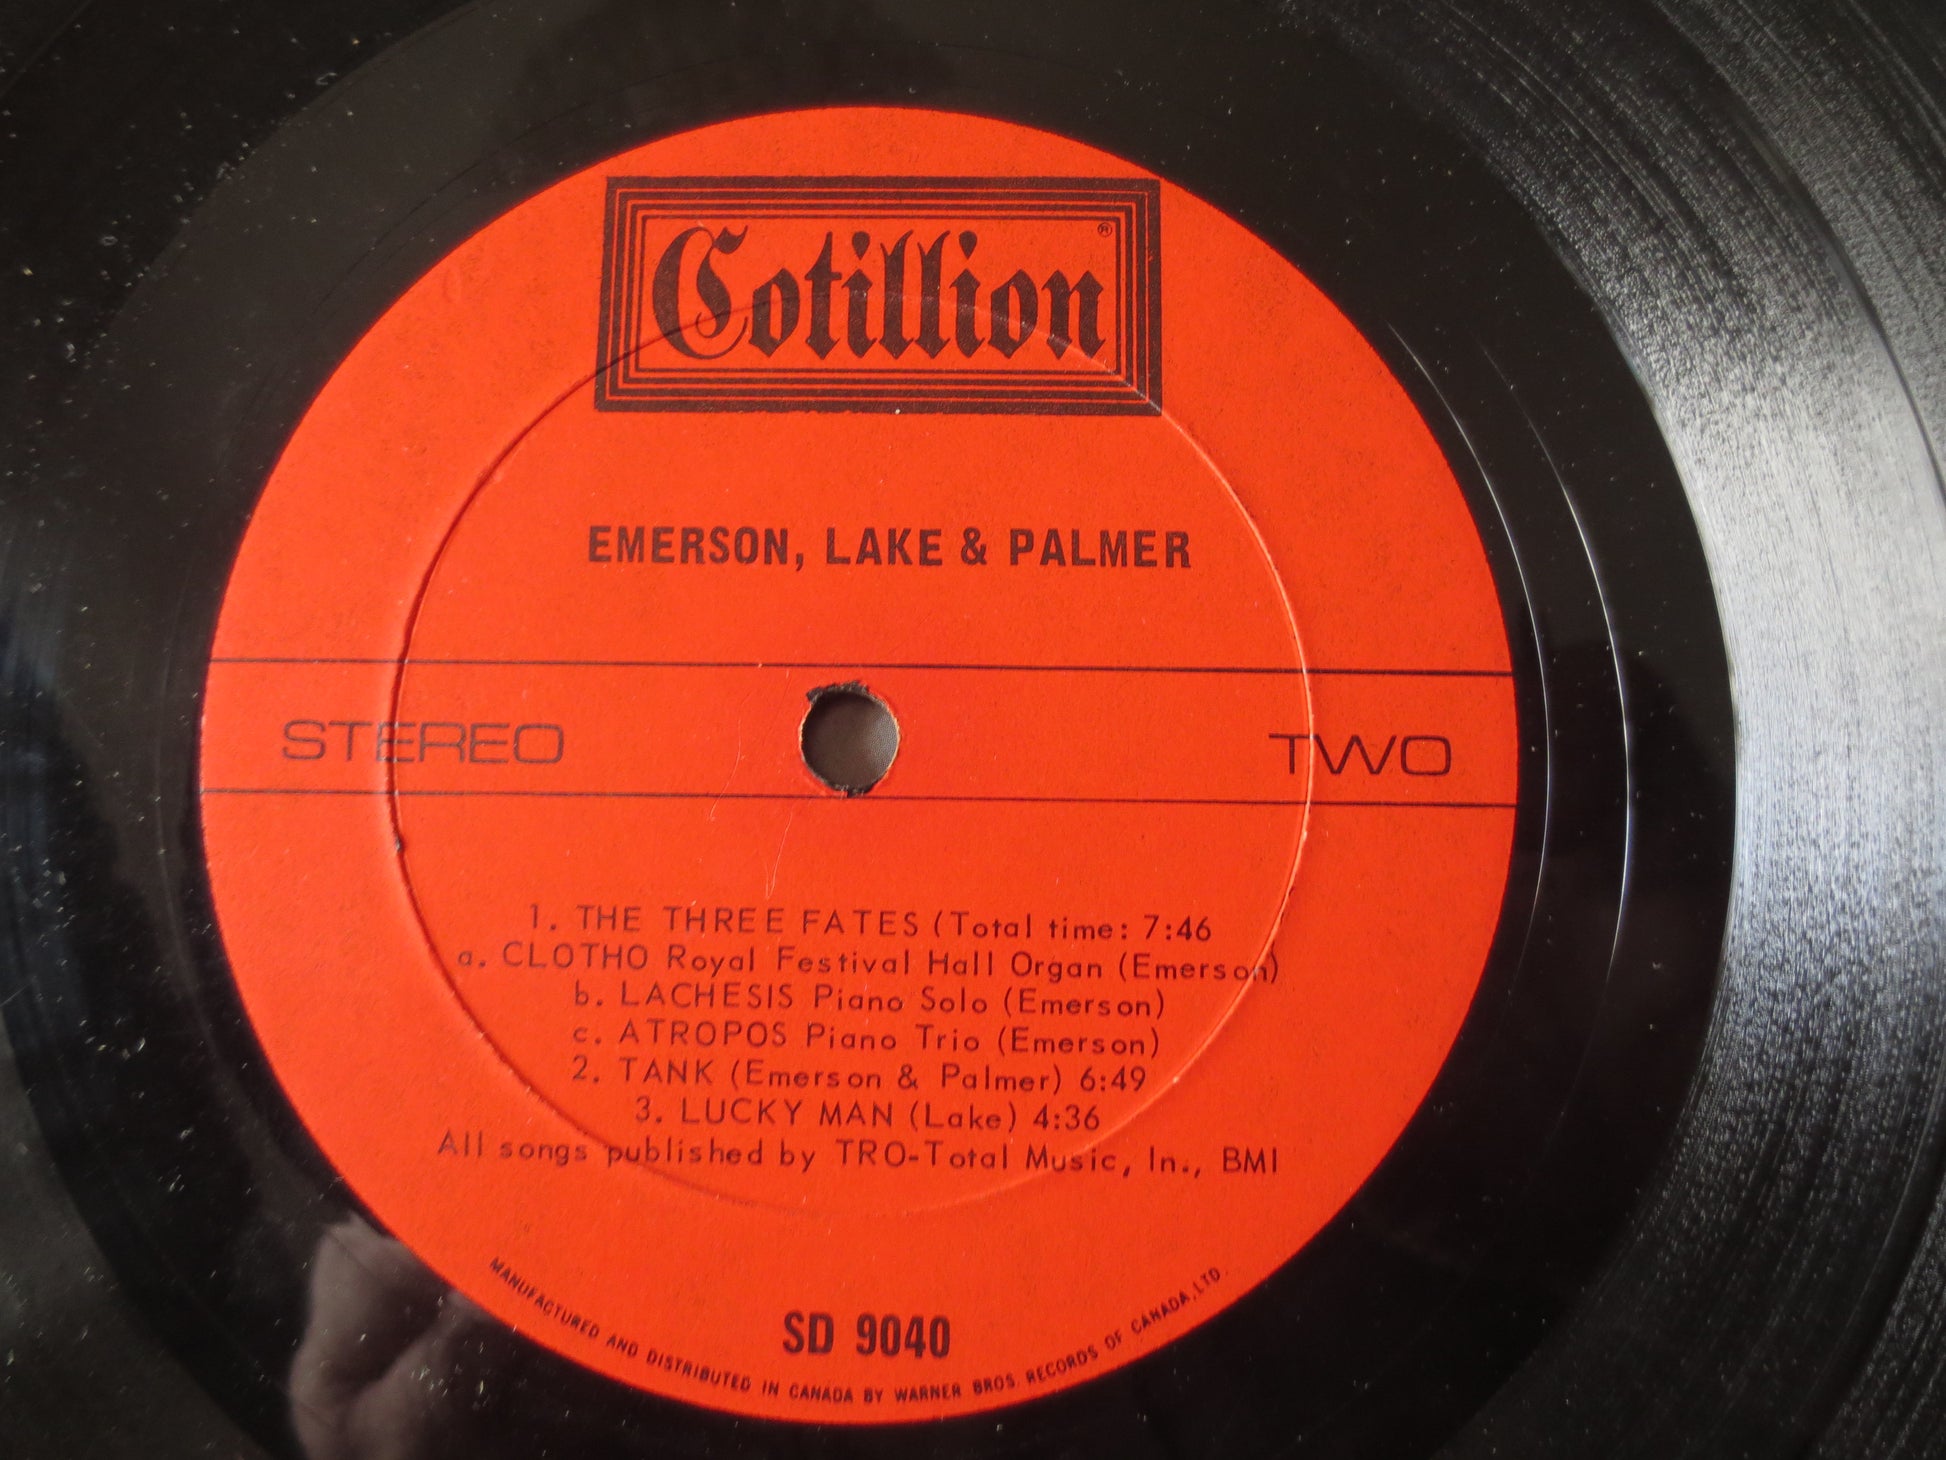 Cotillion ®
EMERSON, LAKE & PALMER
STEREO
TWO
1. THE THREE FATES (Total time: 7:46
a. CLOTHO Royal Festival Hall Organ (Emerson)
b. LACHESIS Piano Solo (Emerson)
c. ATROPOS Piano Trio (Emerson)
2. TANK (Emerson & Palmer) 6:49
3. LUCKY MAN (Lake) 4:36
All songs published by TRO-Total Music, In., BMI
SD 9040
MANUFACTURED AND DISTRIBUTED IN CANADA BY WARNER BROS. RECORDS OF CANADA, LTD.